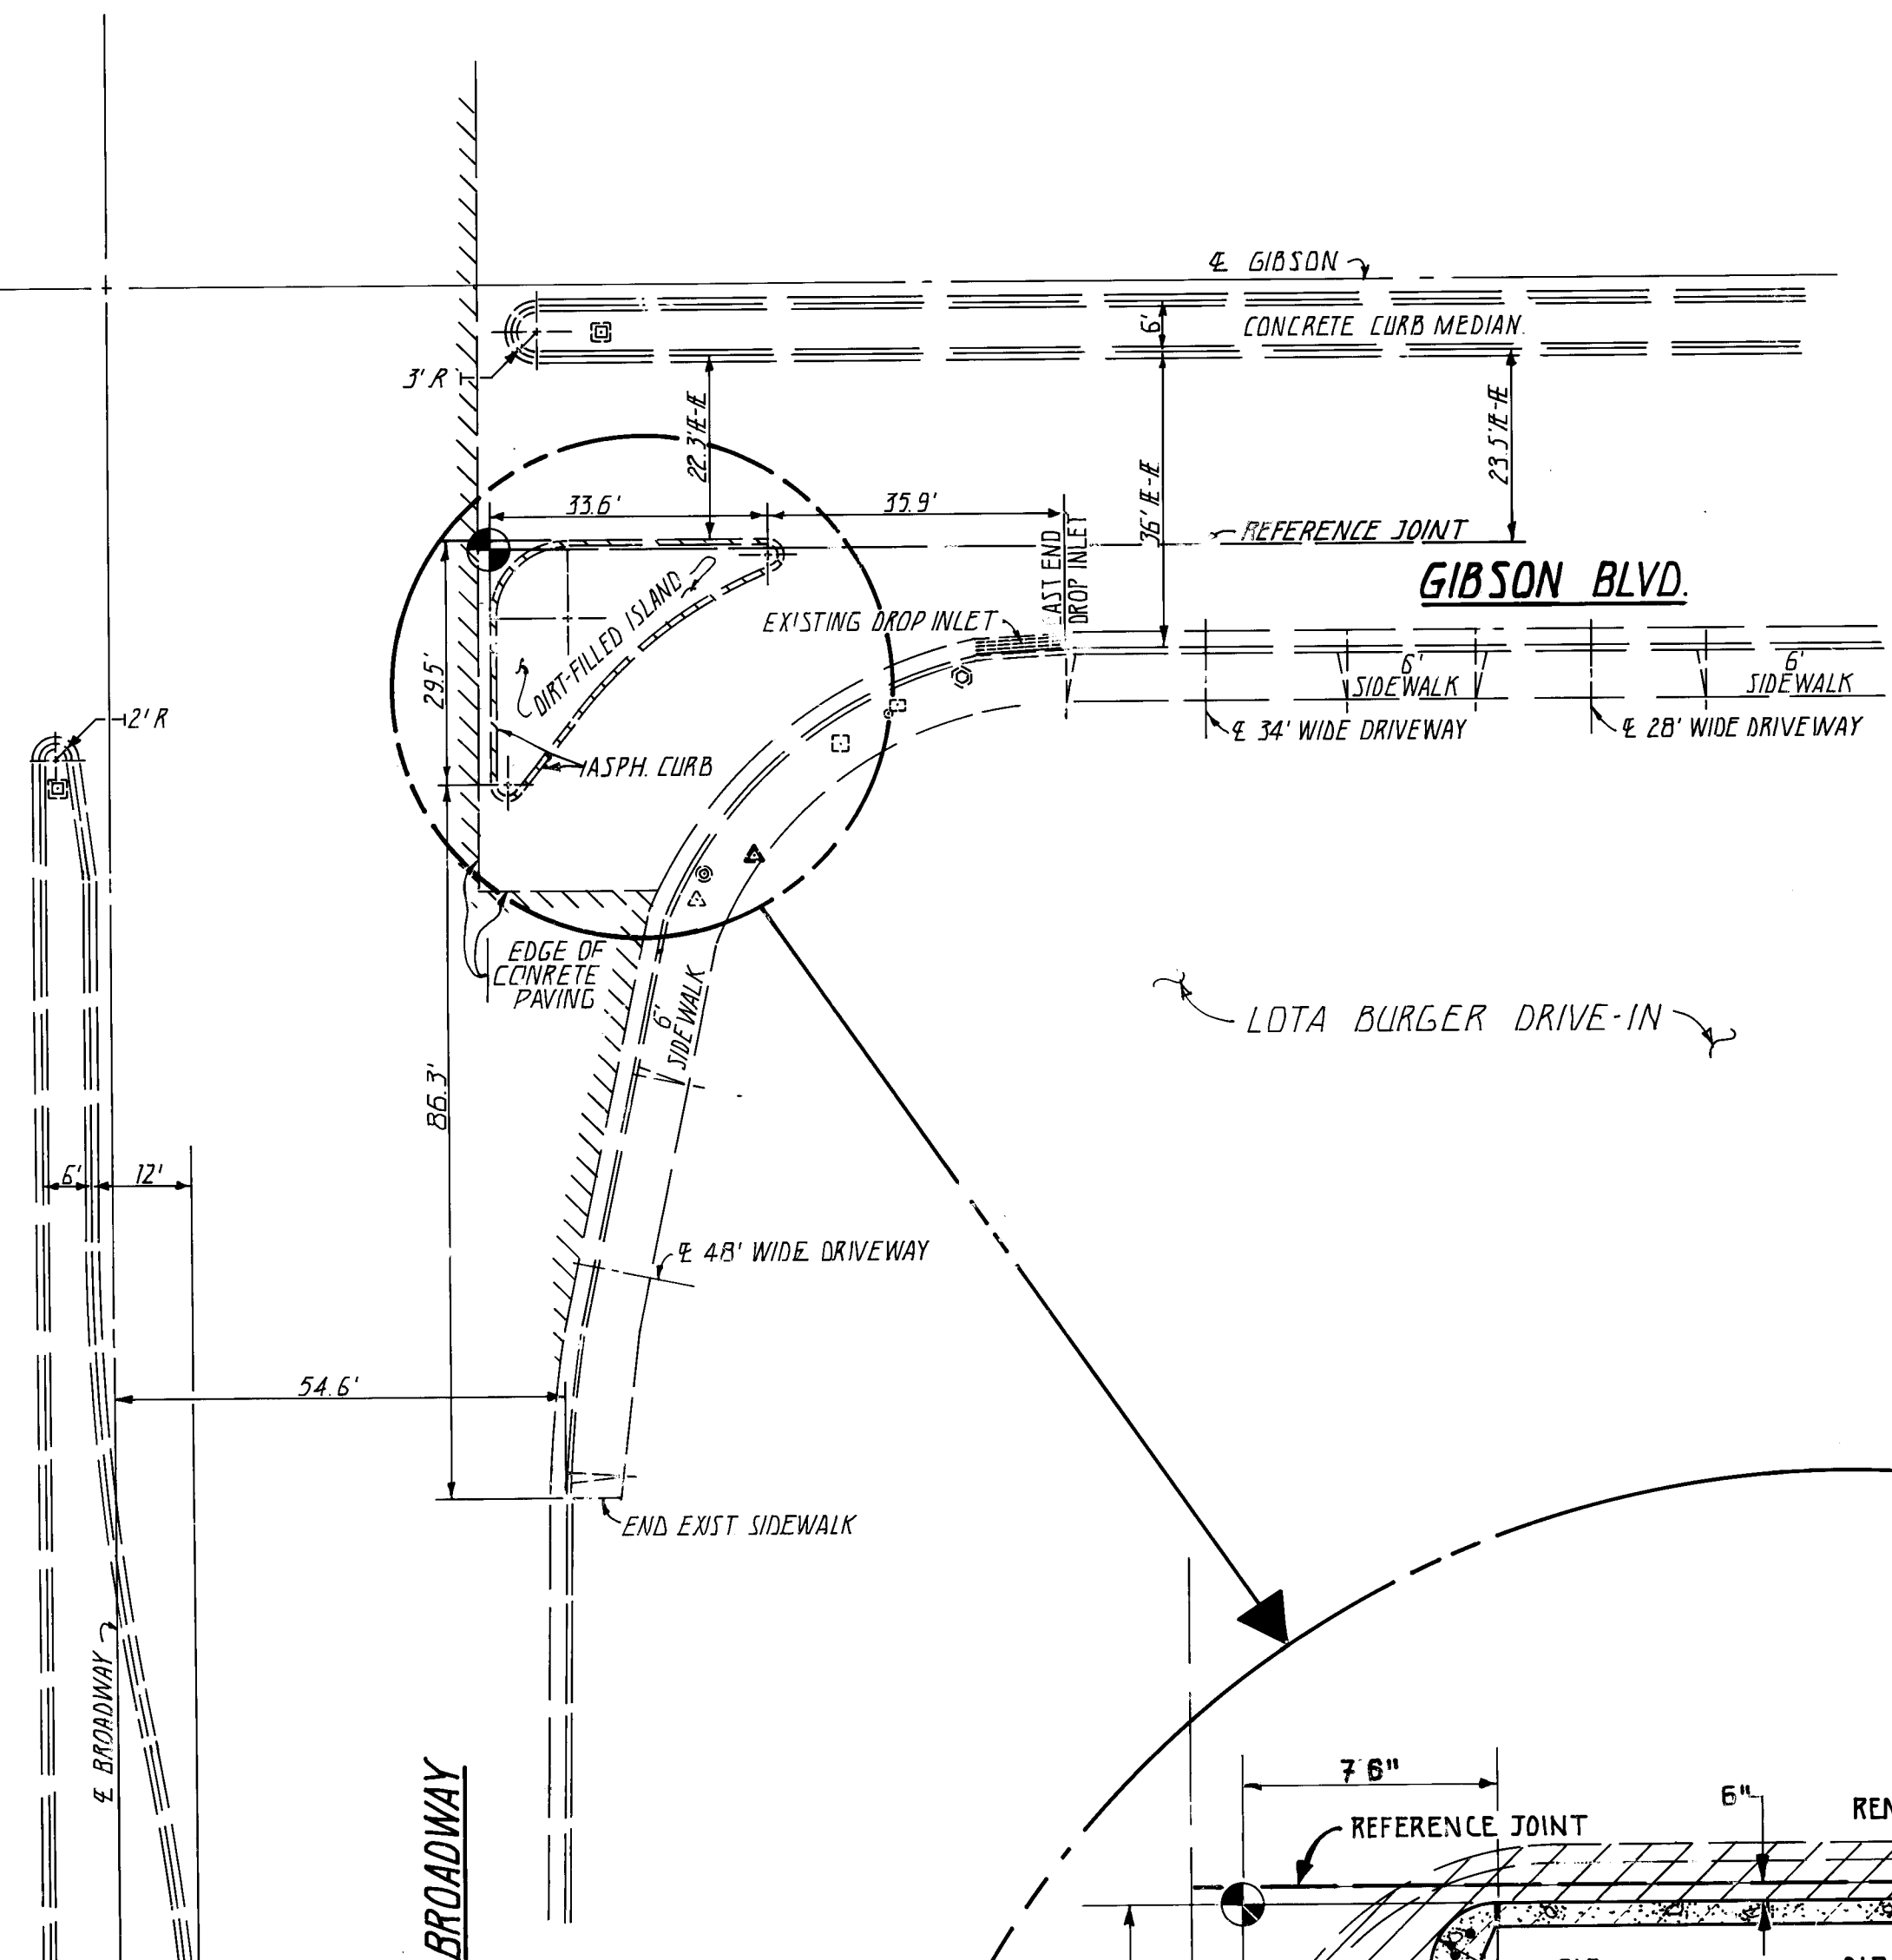 ℄ GIBSON
6'
CONCRETE CURB MEDIAN.
3' R
22.3' ℄-℄
36' ℄-℄
23.5' ℄-℄
33.6'
35.9'
REFERENCE JOINT
EAST END
DROP INLET
GIBSON BLVD.
DIRT-FILLED ISLAND
EXISTING DROP INLET
29.5'
6'
SIDEWALK
6'
SIDEWALK
2' R
℄ 34' WIDE DRIVEWAY
℄ 28' WIDE DRIVEWAY
ASPH. CURB
EDGE OF
CONRETE
PAVING
6'
SIDEWALK
LOTA BURGER DRIVE-IN
86.3'
6'
12'
℄ 48' WIDE DRIVEWAY
54.6'
END EXIST SIDEWALK
℄ BROADWAY
BROADWAY
7 6"
6"
REFERENCE JOINT